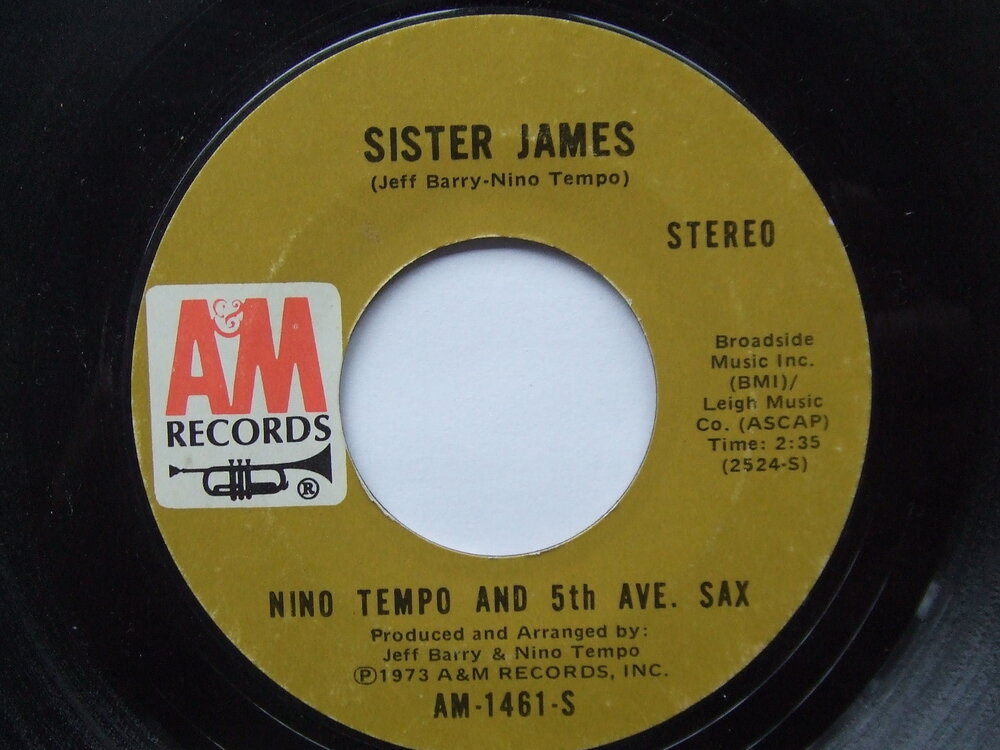 SISTER JAMES
(Jeff Barry-Nino Tempo)
STEREO
A&M
RECORDS
®
Broadside
Music Inc.
(BMI)/
Leigh Music
Co. (ASCAP)
Time: 2:35
(2524-S)
NINO TEMPO AND 5th AVE. SAX
Produced and Arranged by:
Jeff Barry & Nino Tempo
℗1973 A&M RECORDS, INC.
AM-1461-S